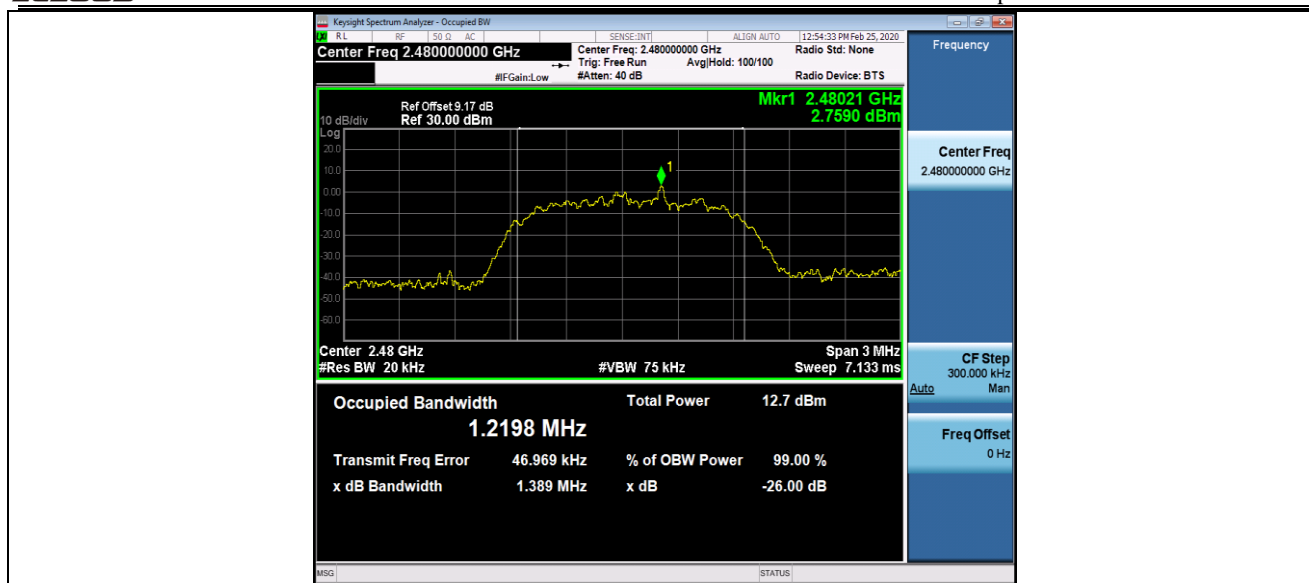 Keysight Spectrum Analyzer - Occupied BW
RL RF 50 Ω AC SENSE:INT ALIGN AUTO 12:54:33 PM Feb 25, 2020
Center Freq 2.480000000 GHz
Center Freq: 2.480000000 GHz
Radio Std: None
Trig: Free Run Avg|Hold: 100/100
#IFGain:Low #Atten: 40 dB Radio Device: BTS
Frequency
Mkr1 2.48021 GHz
2.7590 dBm
Ref Offset 9.17 dB
10 dB/div Ref 30.00 dBm
Log
20.0
10.0
1
0.00
-10.0
-20.0
-30.0
-40.0
-50.0
-60.0
Center 2.48 GHz Span 3 MHz
#Res BW 20 kHz #VBW 75 kHz Sweep 7.133 ms
Center Freq
2.480000000 GHz
CF Step
300.000 kHz
Auto Man
Freq Offset
0 Hz
Occupied Bandwidth Total Power 12.7 dBm
1.2198 MHz
Transmit Freq Error 46.969 kHz % of OBW Power 99.00 %
x dB Bandwidth 1.389 MHz x dB -26.00 dB
MSG STATUS